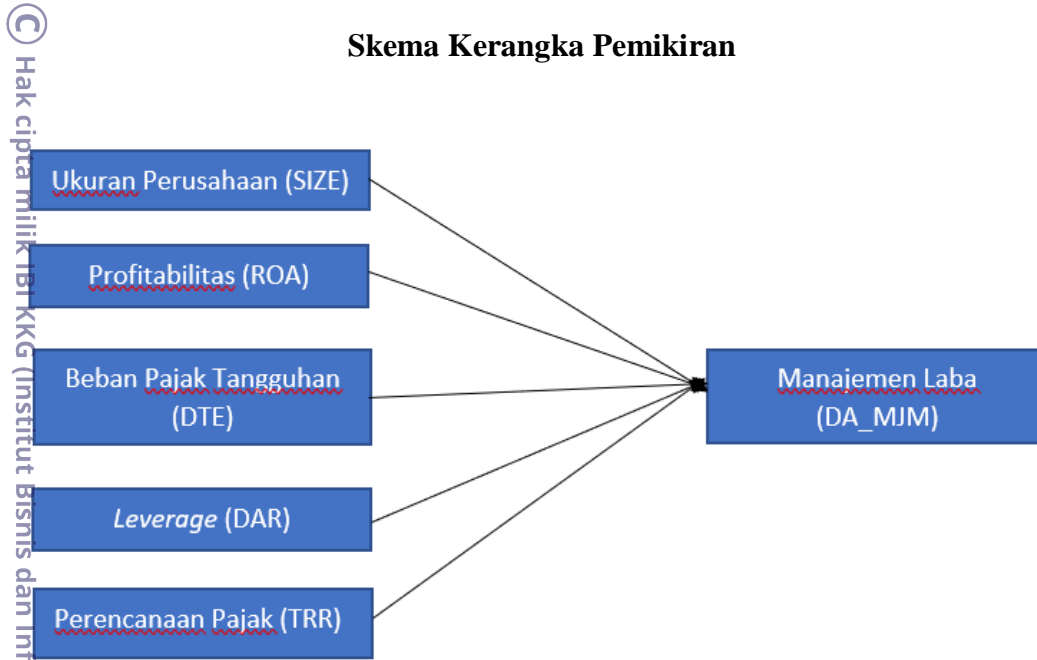 Skema Kerangka Pemikiran
© Hak cipta milik IBI KKG (Institut Bisnis dan Inf
Ukuran Perusahaan (SIZE)
Profitabilitas (ROA)
Beban Pajak Tangguhan
(DTE)
Leverage (DAR)
Perencanaan Pajak (TRR)
Manajemen Laba
(DA_MJM)